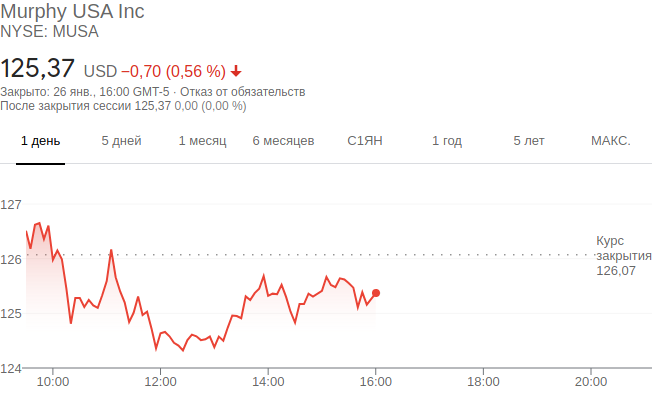 Murphy USA Inc
NYSE: MUSA
125,37 USD −0,70 (0,56 %)
Закрыто: 26 янв., 16:00 GMT-5 · Отказ от обязательств
После закрытия сессии 125,37 0,00 (0,00 %)
1 день 5 дней 1 месяц 6 месяцев С1ЯН 1 год 5 лет МАКС.
127
126
125
124
Курс
закрытия
126,07
10:00 12:00 14:00 16:00 18:00 20:00